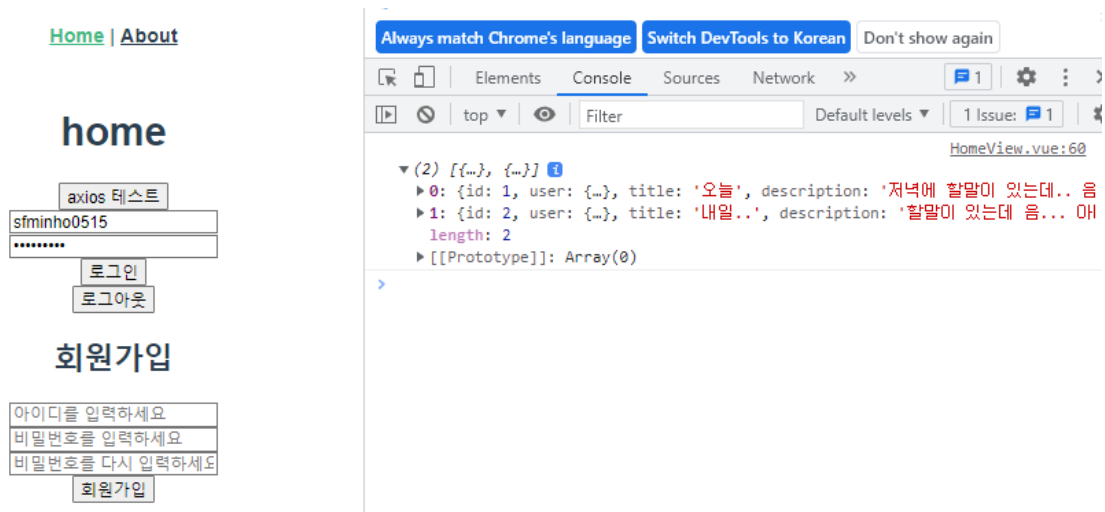 Home | About
home
axios 테스트
sfminho0515
•••••••••
로그인
로그아웃
회원가입
아이디를 입력하세요
비밀번호를 입력하세요
비밀번호를 다시 입력하세요
회원가입
Always match Chrome's language Switch DevTools to Korean Don't show again
Elements Console Sources Network » 1
top ▼ Filter Default levels ▼ 1 Issue: 1
HomeView.vue:60
▼ (2) [{…}, {…}] i
▶ 0: {id: 1, user: {…}, title: '오늘', description: '저녁에 할말이 있는데.. 음
▶ 1: {id: 2, user: {…}, title: '내일..', description: '할말이 있는데 음...
length: 2
▶ [[Prototype]]: Array(0)
>